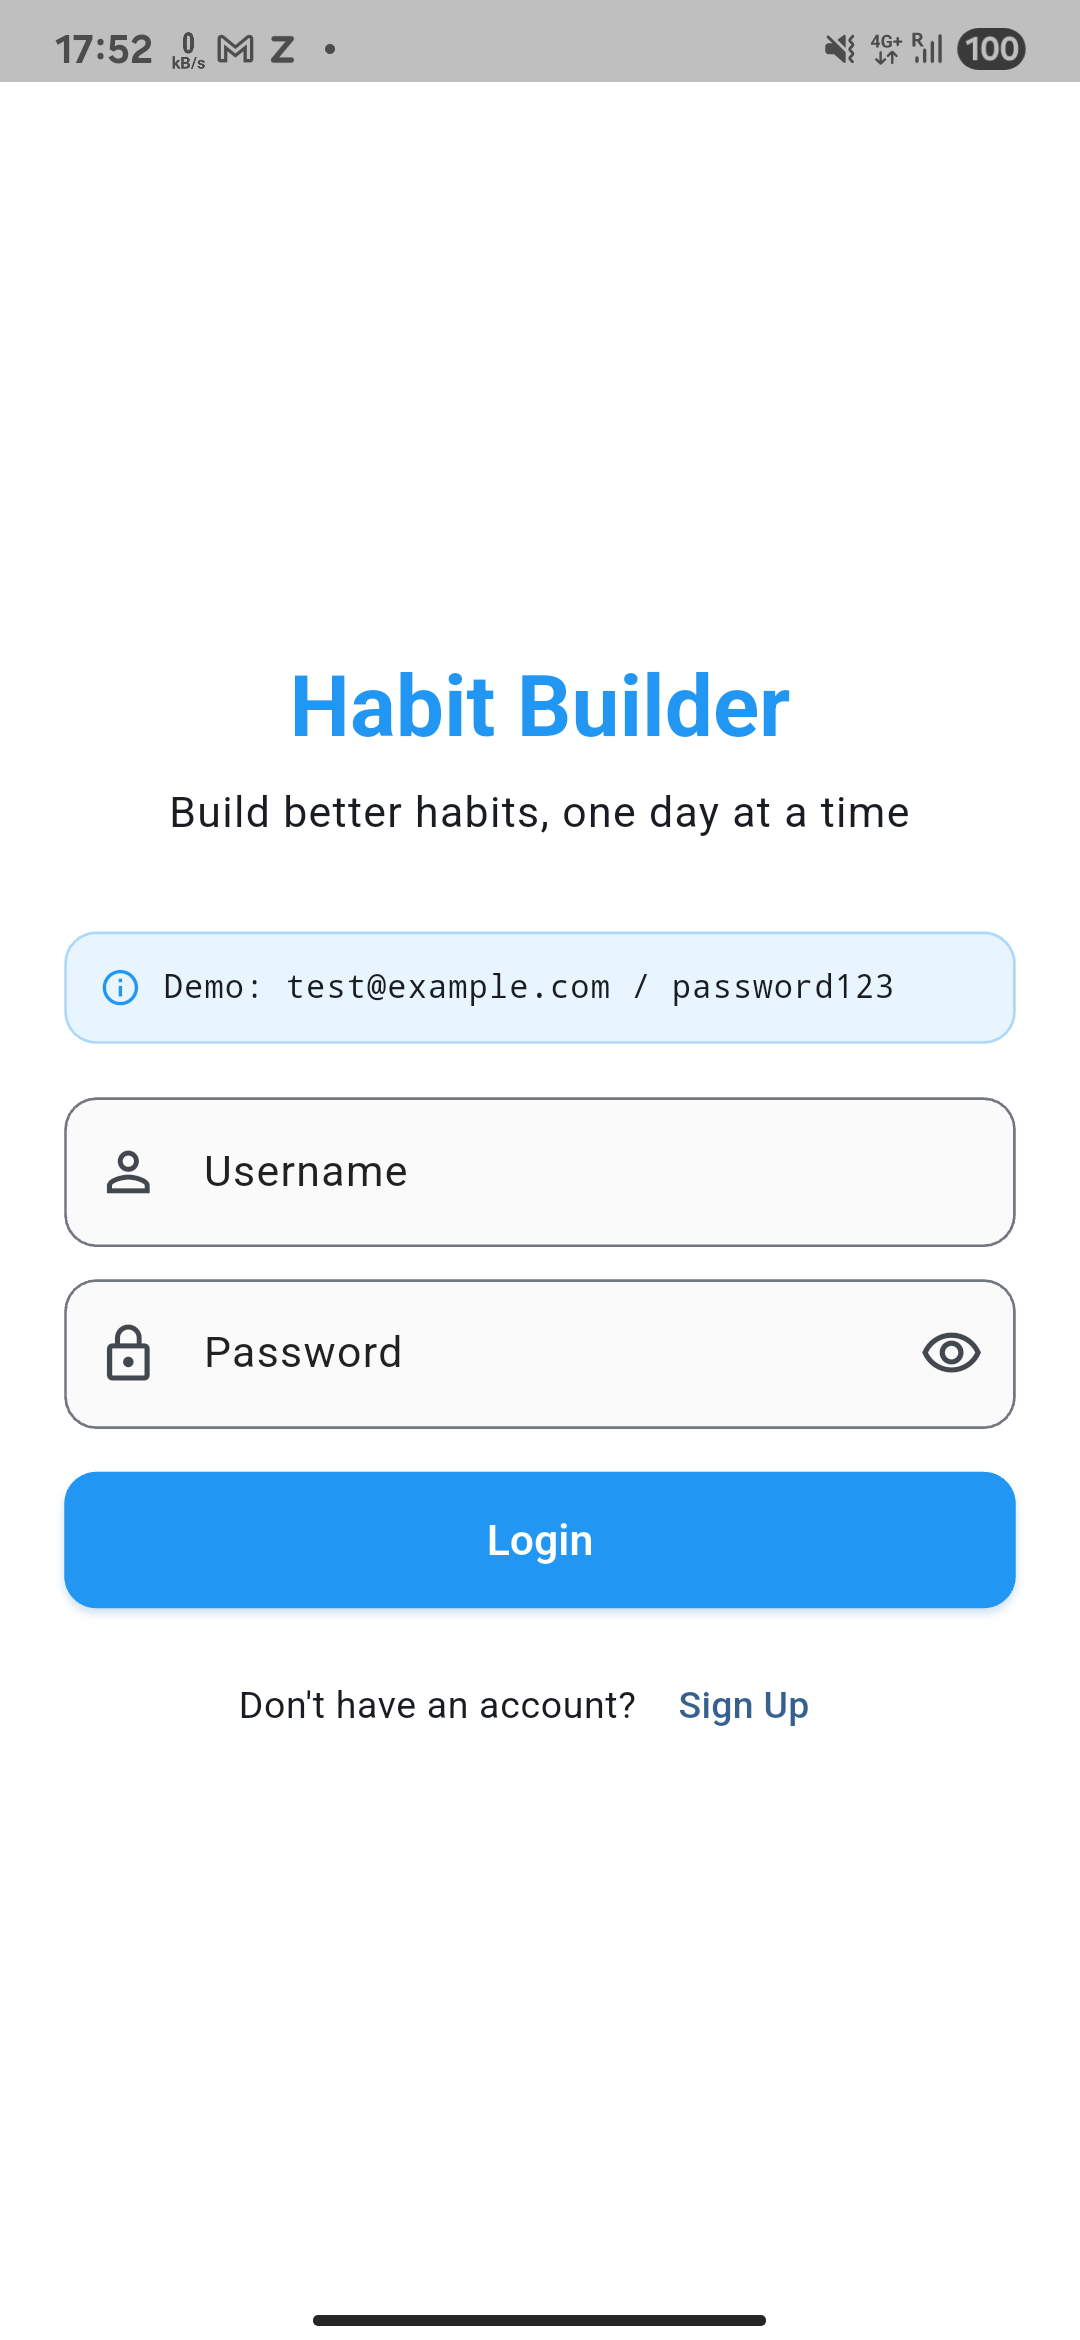 17:52 0 kB/s M Z 4G+ R 100
Habit Builder
Build better habits, one day at a time
Demo: test@example.com / password123
Username
Password
Login
Don't have an account? Sign Up